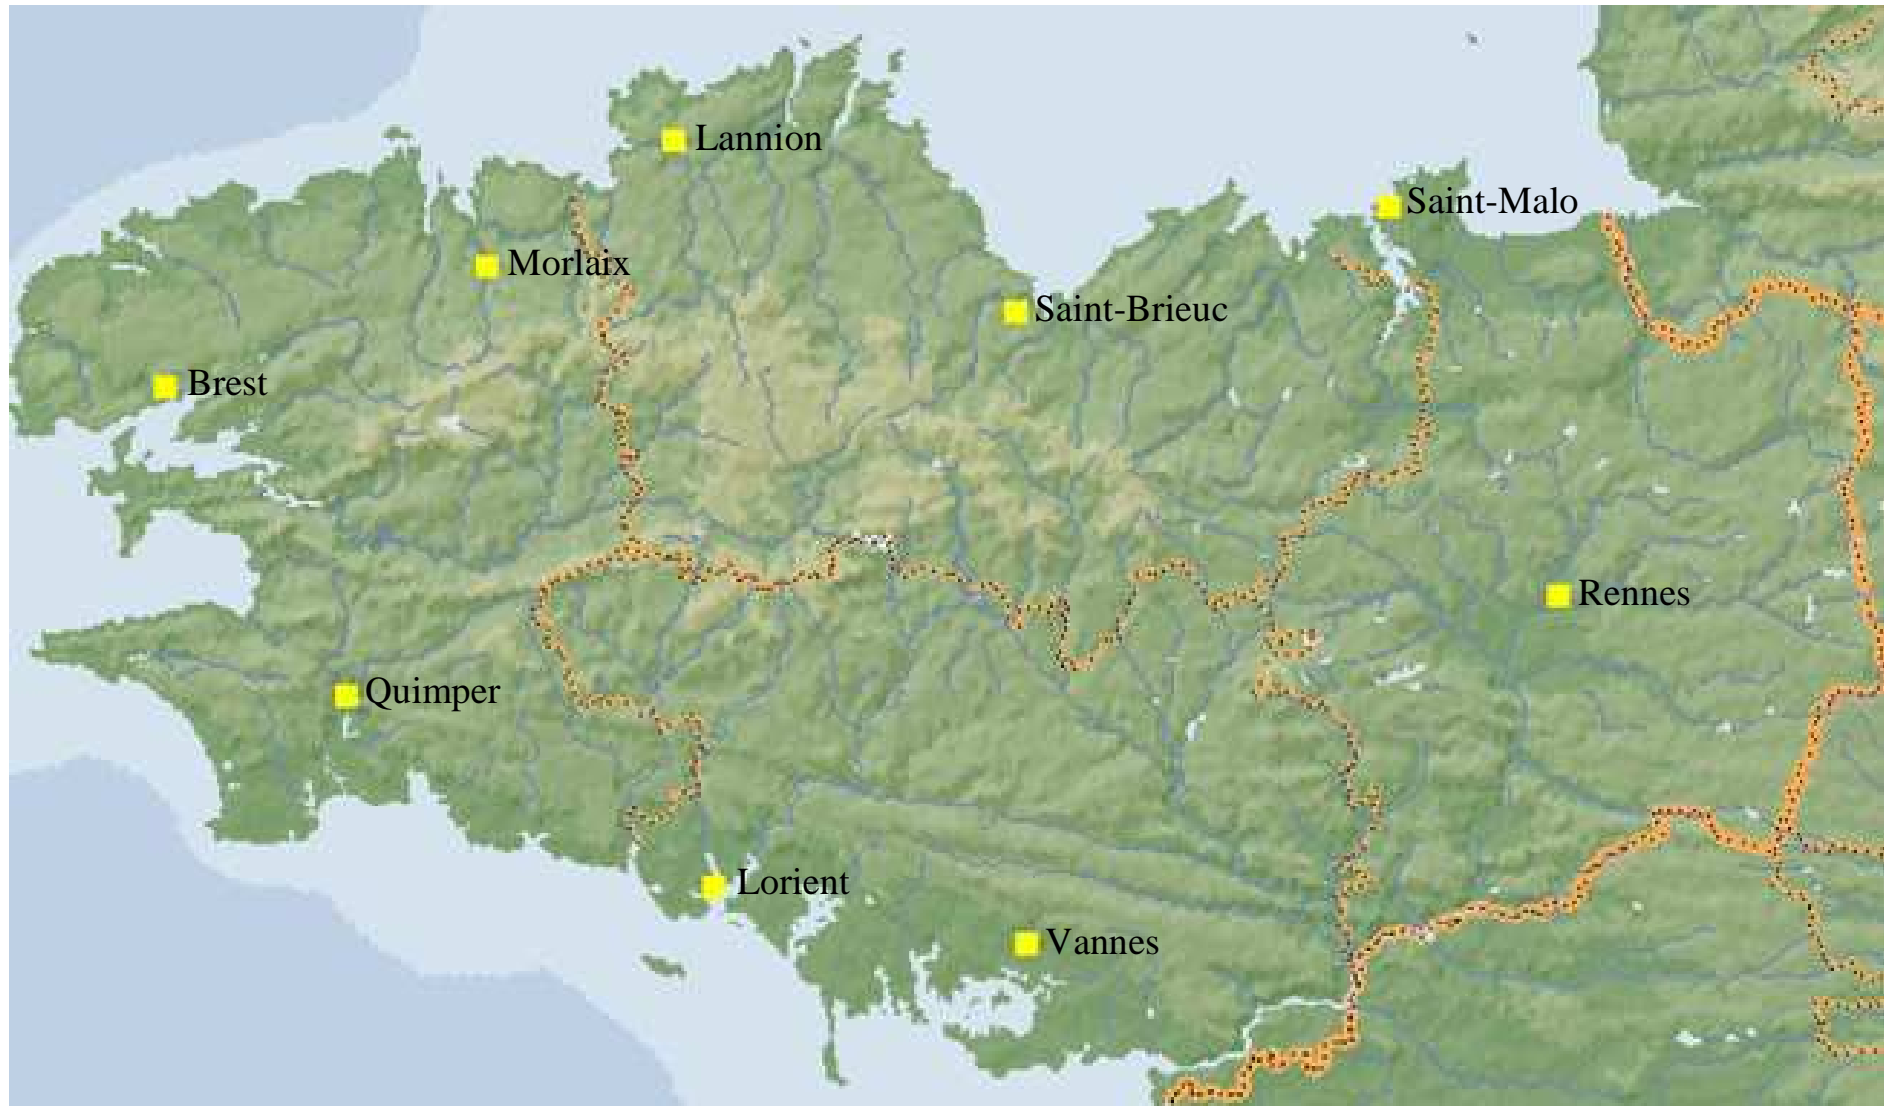 Lannion
Saint-Malo
Morlaix
Saint-Brieuc
Brest
Rennes
Quimper
Lorient
Vannes